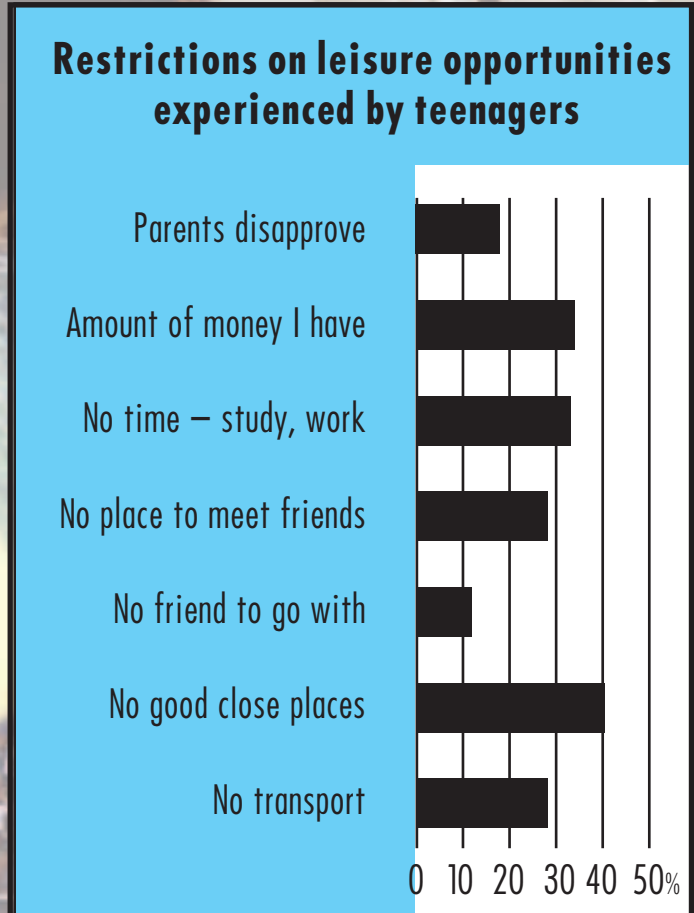 Restrictions on leisure opportunities
experienced by teenagers
Parents disapprove
Amount of money I have
No time – study, work
No place to meet friends
No friend to go with
No good close places
No transport
0 10 20 30 40 50%